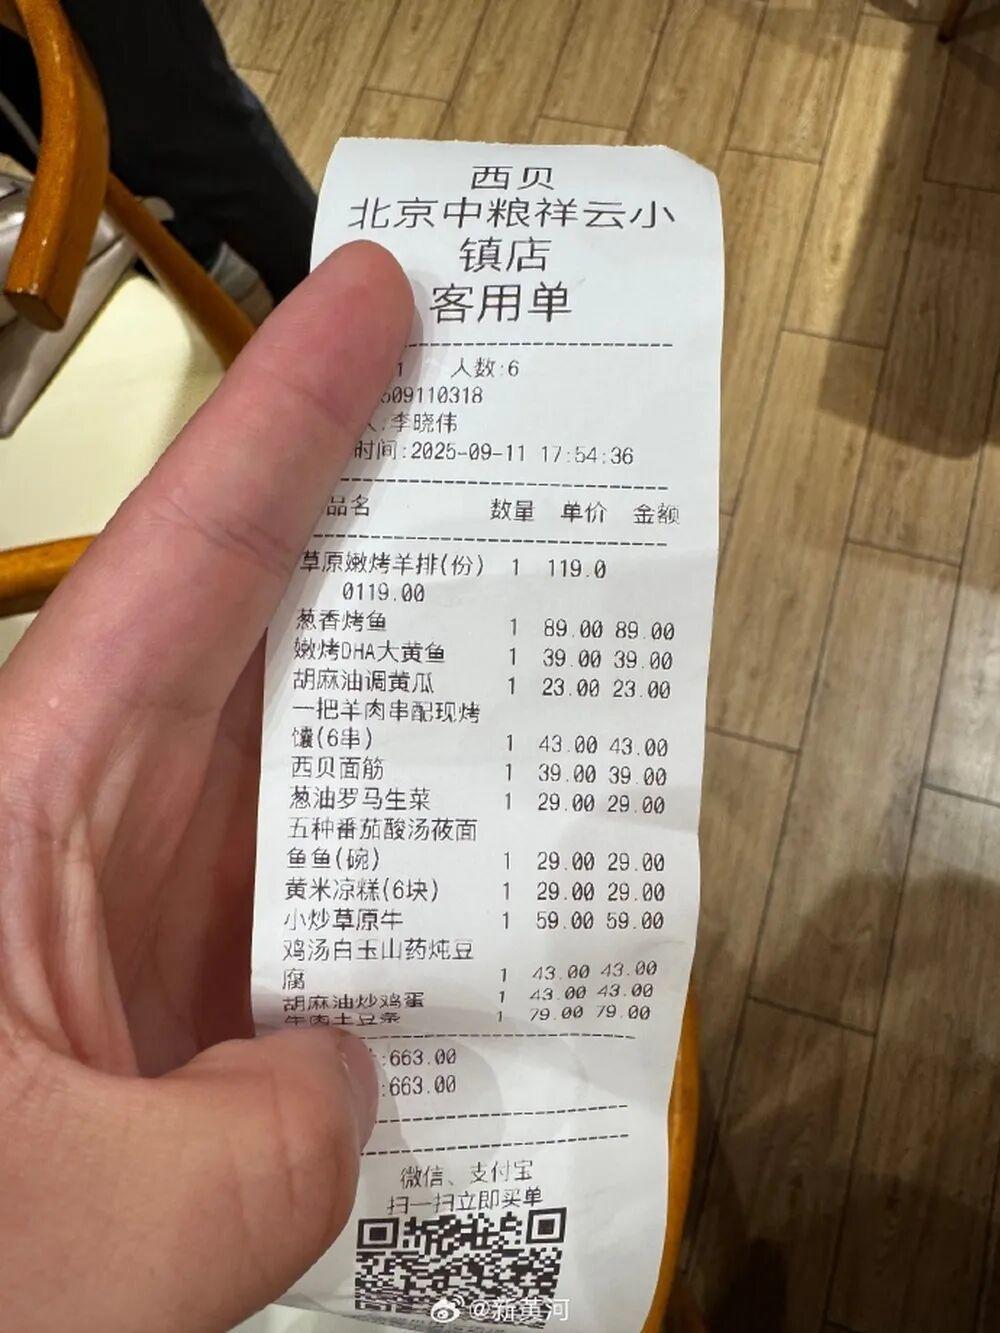 西贝
北京中粮祥云小
镇店
客用单
1 人数:6
509110318
人:李晓伟
时间:2025-09-11 17:54:36
品名 数量 单价 金额
草原嫩烤羊排(份) 1 119.0
0119.00
葱香烤鱼 1 89.00 89.00
嫩烤DHA大黄鱼 1 39.00 39.00
胡麻油调黄瓜 1 23.00 23.00
一把羊肉串配现烤
馕(6串) 1 43.00 43.00
西贝面筋 1 39.00 39.00
葱油罗马生菜 1 29.00 29.00
五种番茄酸汤莜面
鱼鱼(碗) 1 29.00 29.00
黄米凉糕(6块) 1 29.00 29.00
小炒草原牛 1 59.00 59.00
鸡汤白玉山药炖豆
腐 1 43.00 43.00
胡麻油炒鸡蛋 1 43.00 43.00
牛肉土豆条 1 79.00 79.00
:663.00
:663.00
微信、支付宝
扫一扫立即买单
@新黄河